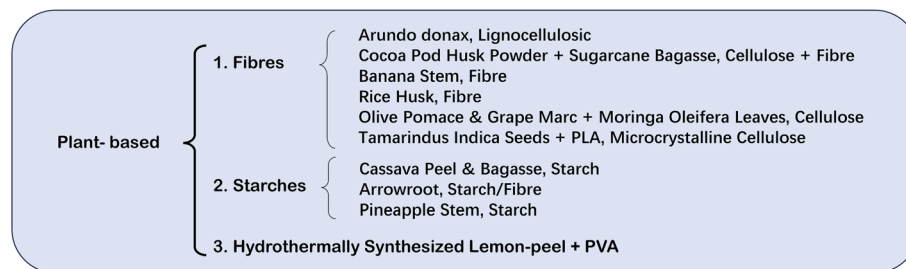 Plant- based
1. Fibres
Arundo donax, Lignocellulosic
Cocoa Pod Husk Powder + Sugarcane Bagasse, Cellulose + Fibre
Banana Stem, Fibre
Rice Husk, Fibre
Olive Pomace & Grape Marc + Moringa Oleifera Leaves, Cellulose
Tamarindus Indica Seeds + PLA, Microcrystalline Cellulose
2. Starches
Cassava Peel & Bagasse, Starch
Arrowroot, Starch/Fibre
Pineapple Stem, Starch
3. Hydrothermally Synthesized Lemon-peel + PVA